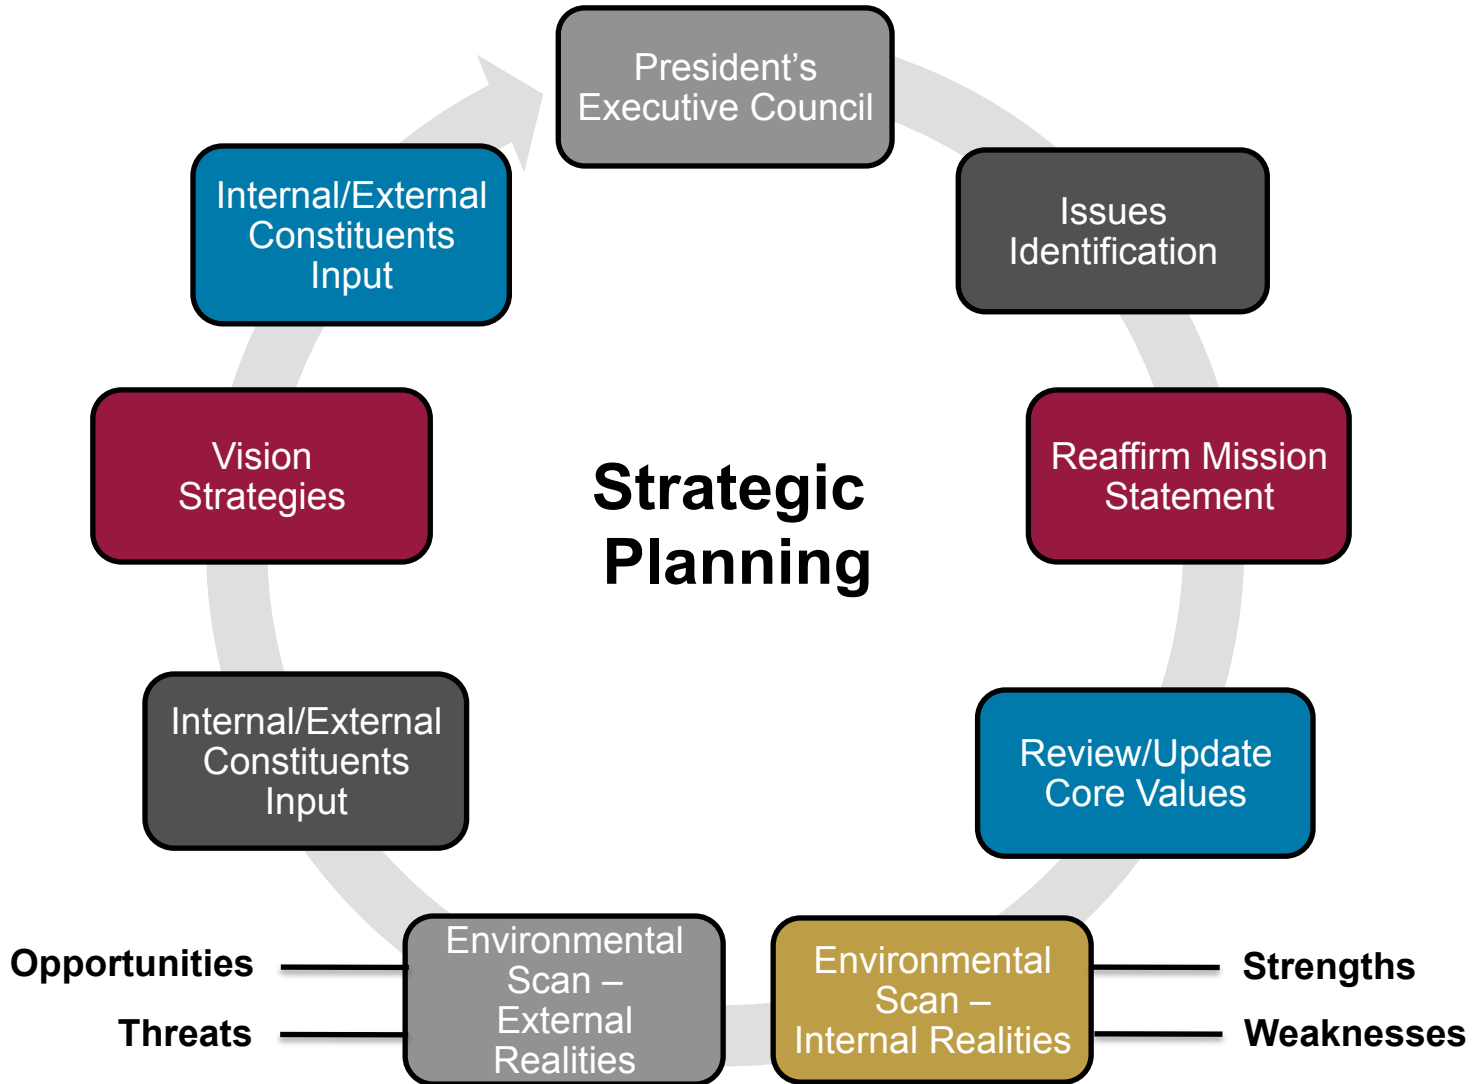 President’s
Executive Council
Issues
Identification
Reaffirm Mission
Statement
Review/Update
Core Values
Environmental
Scan –
Internal Realities
Strengths
Weaknesses
Environmental
Scan –
External
Realities
Opportunities
Threats
Internal/External
Constituents
Input
Vision
Strategies
Internal/External
Constituents
Input
Strategic
Planning